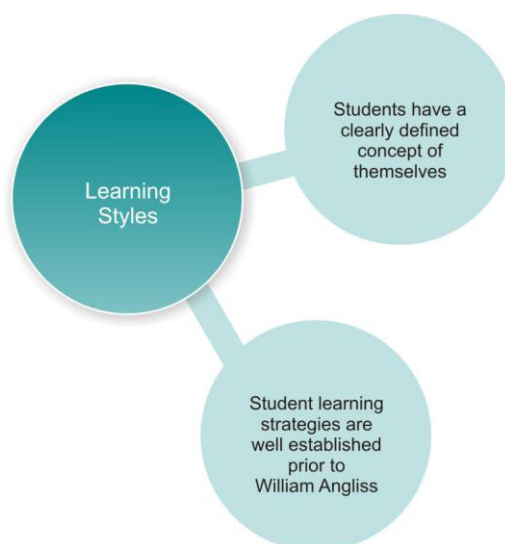 Learning
Styles
Students have a
clearly defined
concept of
themselves
Student learning
strategies are
well established
prior to
William Angliss